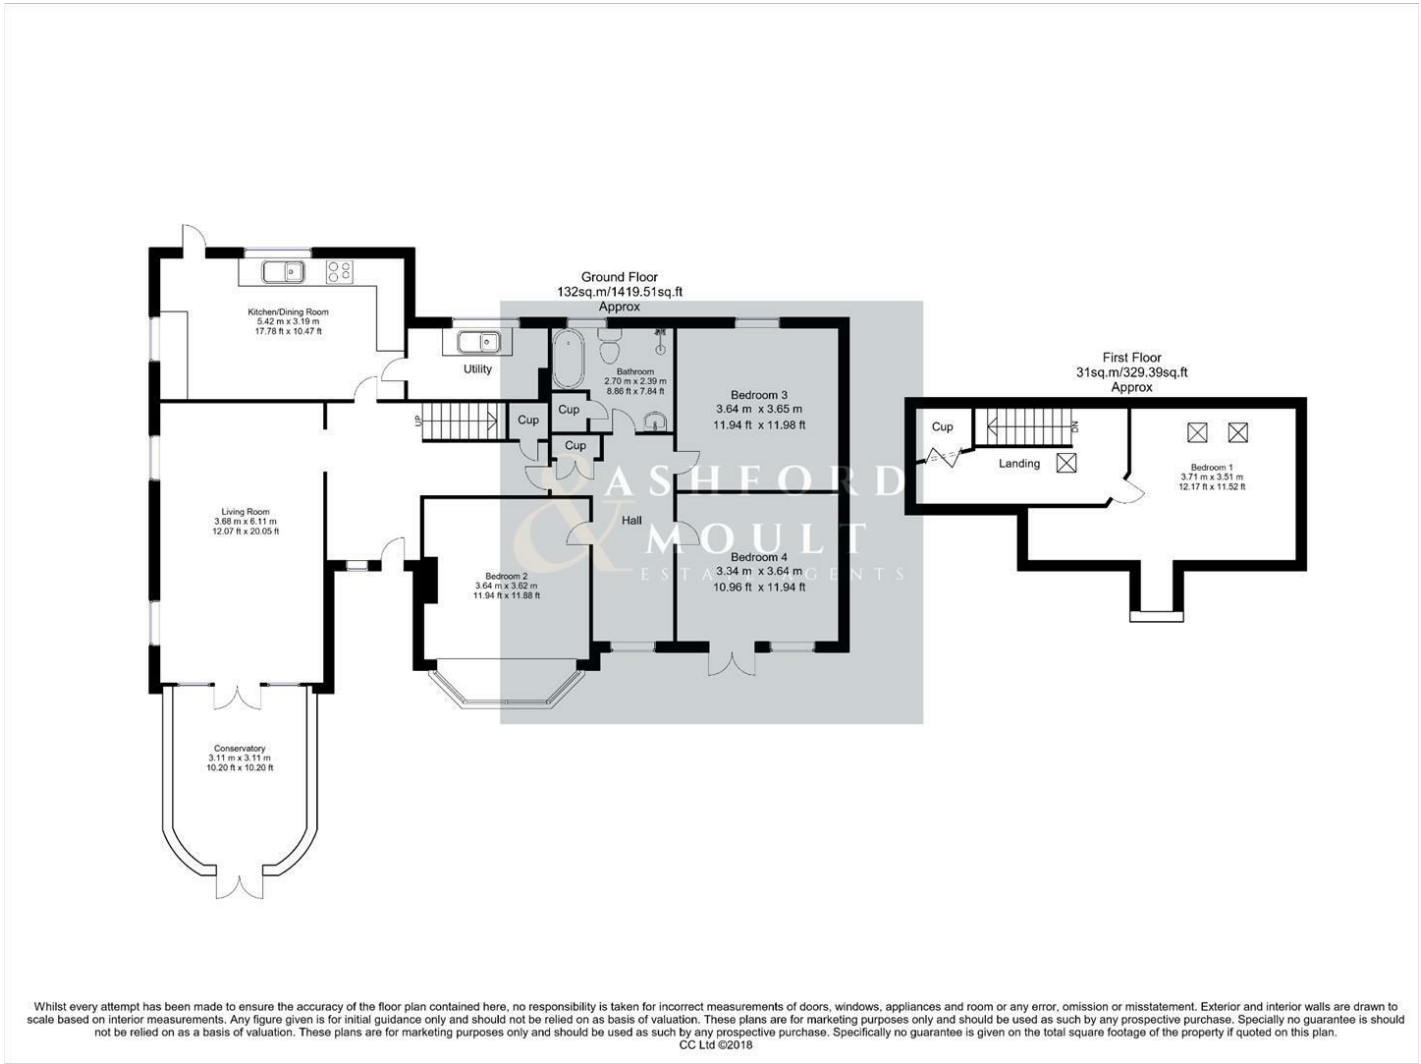 Ground Floor
132sq.m/1419.51sq.ft
Approx
Kitchen/Dining Room
5.42 m x 3.19 m
17.78 ft x 10.47 ft
Utility
Bathroom
2.70 m x 2.39 m
8.86 ft x 7.84 ft
Bedroom 3
3.64 m x 3.65 m
11.94 ft x 11.98 ft
Cup
Cup
Cup
UP
Living Room
3.68 m x 6.11 m
12.07 ft x 20.05 ft
Hall
Bedroom 2
3.64 m x 3.62 m
11.94 ft x 11.88 ft
Bedroom 4
3.34 m x 3.64 m
10.96 ft x 11.94 ft
Conservatory
3.11 m x 3.11 m
10.20 ft x 10.20 ft
&
ASHFORD
MOULT
ESTATE AGENTS
First Floor
31sq.m/329.39sq.ft
Approx
Cup
DN
Landing
Bedroom 1
3.71 m x 3.51 m
12.17 ft x 11.52 ft
Whilst every attempt has been made to ensure the accuracy of the floor plan contained here, no responsibility is taken for incorrect measurements of doors, windows, appliances and room or any error, omission or misstatement. Exterior and interior walls are drawn to
scale based on interior measurements. Any figure given is for initial guidance only and should not be relied on as basis of valuation. These plans are for marketing purposes only and should be used as such by any prospective purchase. Specially no guarantee is should
not be relied on as a basis of valuation. These plans are for marketing purposes only and should be used as such by any prospective purchase. Specifically no guarantee is given on the total square footage of the property if quoted on this plan.
CC Ltd ©2018